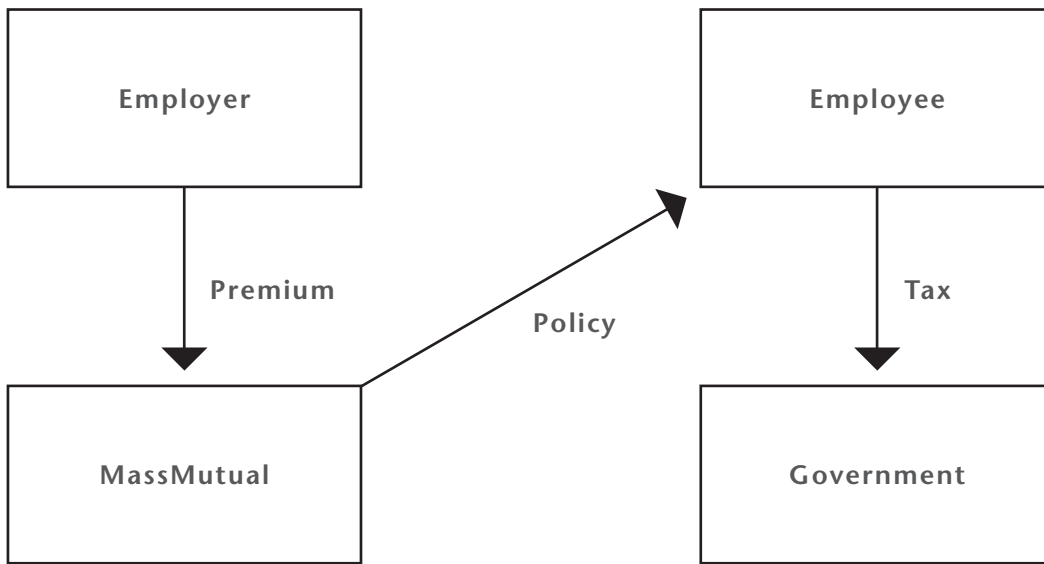 Employer
Employee
Premium
Tax
Policy
MassMutual
Government